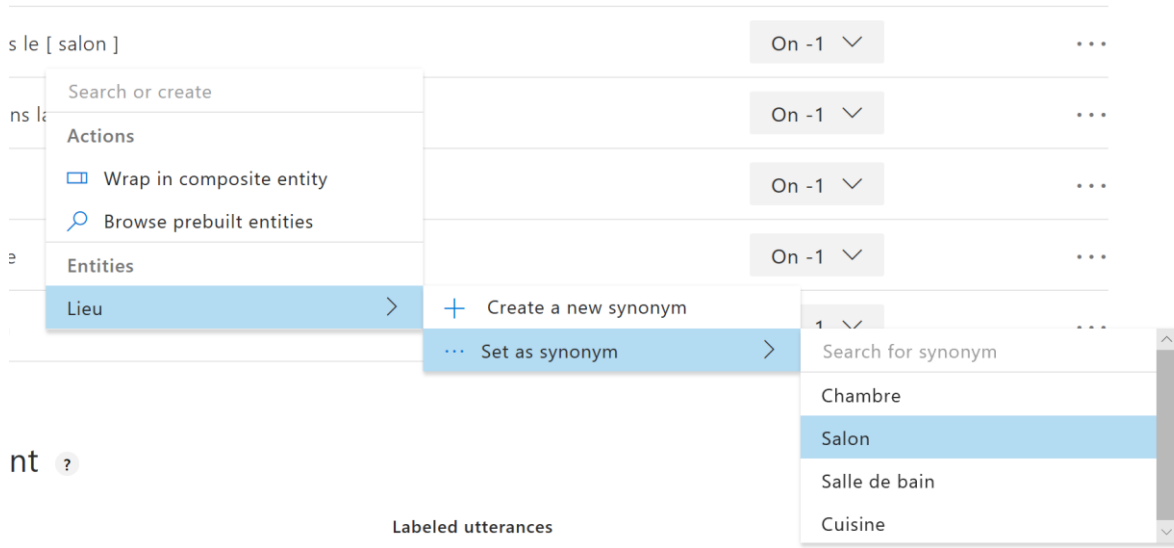 s le [ salon ]
On -1
Search or create
ns la
On -1
Actions
Wrap in composite entity
On -1
Browse prebuilt entities
e
On -1
Entities
Lieu
Create a new synonym
1
Set as synonym
Search for synonym
Chambre
Salon
nt ?
Salle de bain
Labeled utterances
Cuisine